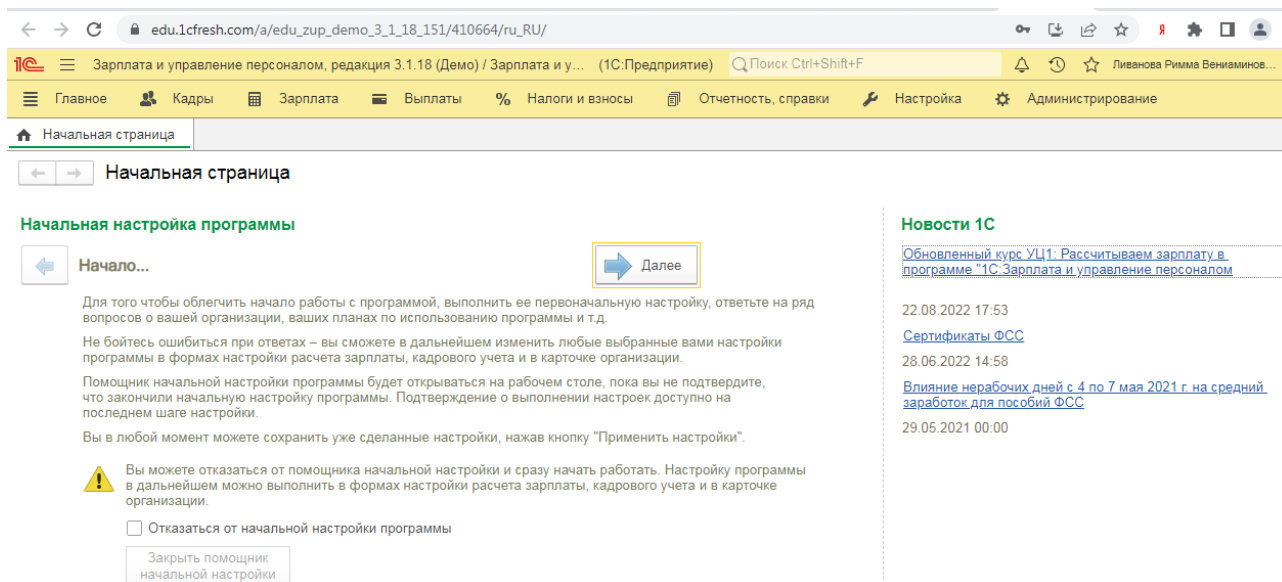 edu.1cfresh.com/a/edu_zup_demo_3_1_18_151/410664/ru_RU/
Я
1С Зарплата и управление персоналом, редакция 3.1.18 (Демо) / Зарплата и у... (1С:Предприятие) Поиск Ctrl+Shift+F Ливанова Римма Вениаминов...
Главное Кадры Зарплата Выплаты % Налоги и взносы Отчетность, справки Настройка Администрирование
Начальная страница
Начальная страница
Начальная настройка программы
Начало...
Далее
Для того чтобы облегчить начало работы с программой, выполнить ее первоначальную настройку, ответьте на ряд
вопросов о вашей организации, ваших планах по использованию программы и т.д.
Не бойтесь ошибиться при ответах – вы сможете в дальнейшем изменить любые выбранные вами настройки
программы в формах настройки расчета зарплаты, кадрового учета и в карточке организации.
Помощник начальной настройки программы будет открываться на рабочем столе, пока вы не подтвердите,
что закончили начальную настройку программы. Подтверждение о выполнении настроек доступно на
последнем шаге настройки.
Вы в любой момент можете сохранить уже сделанные настройки, нажав кнопку "Применить настройки".
Вы можете отказаться от помощника начальной настройки и сразу начать работать. Настройку программы
в дальнейшем можно выполнить в формах настройки расчета зарплаты, кадрового учета и в карточке
организации.
Отказаться от начальной настройки программы
Закрыть помощник
начальной настройки
Новости 1С
Обновленный курс УЦ1: Рассчитываем зарплату в
программе "1С:Зарплата и управление персоналом
22.08.2022 17:53
Сертификаты ФСС
28.06.2022 14:58
Влияние нерабочих дней с 4 по 7 мая 2021 г. на средний
заработок для пособий ФСС
29.05.2021 00:00